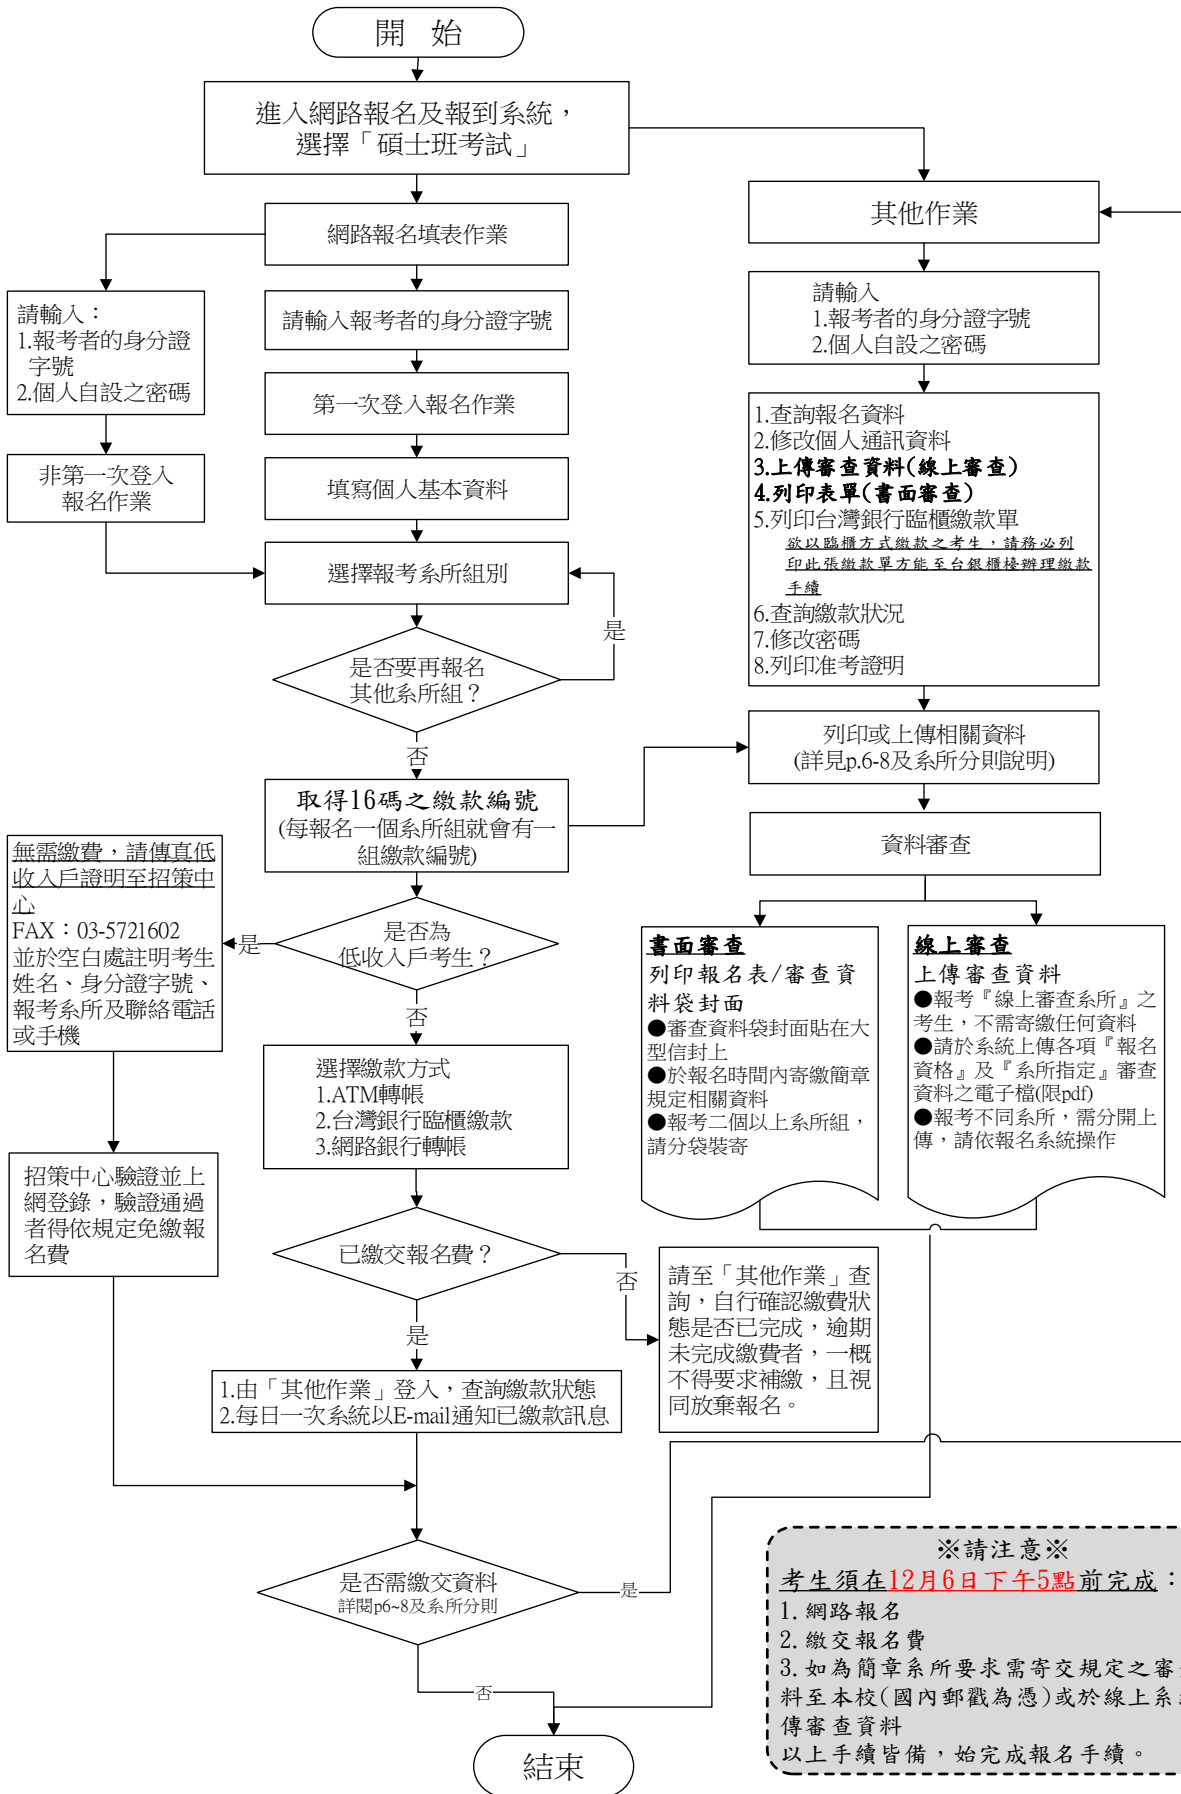 開 始
進入網路報名及報到系統，
選擇「碩士班考試」
網路報名填表作業
請輸入：
1.報考者的身分證
字號
2.個人自設之密碼
請輸入報考者的身分證字號
第一次登入報名作業
非第一次登入
報名作業
填寫個人基本資料
選擇報考系所組別
是
是否要再報名
其他系所組？
否
取得16碼之繳款編號
(每報名一個系所組就會有一
組繳款編號)
無需繳費，請傳真低
收入戶證明至招策中
心
FAX：03-5721602
並於空白處註明考生
姓名、身分證字號、
報考系所及聯絡電話
或手機
是
是否為
低收入戶考生？
否
選擇繳款方式
1.ATM轉帳
2.台灣銀行臨櫃繳款
3.網路銀行轉帳
招策中心驗證並上
網登錄，驗證通過
者得依規定免繳報
名費
已繳交報名費？
否
是
請至「其他作業」查
詢，自行確認繳費狀
態是否已完成，逾期
未完成繳費者，一概
不得要求補繳，且視
同放棄報名。
1.由「其他作業」登入，查詢繳款狀態
2.每日一次系統以E-mail通知已繳款訊息
是否需繳交資料
詳閱p6~8及系所分則
是
否
結束
其他作業
請輸入
1.報考者的身分證字號
2.個人自設之密碼
1.查詢報名資料
2.修改個人通訊資料
3.上傳審查資料(線上審查)
4.列印表單(書面審查)
5.列印台灣銀行臨櫃繳款單
欲以臨櫃方式繳款之考生，請務必列
印此張繳款單方能至台銀櫃檯辦理繳款
手續
6.查詢繳款狀況
7.修改密碼
8.列印准考證明
列印或上傳相關資料
(詳見p.6-8及系所分則說明)
資料審查
書面審查
列印報名表/審查資
料袋封面
●審查資料袋封面貼在大
型信封上
●於報名時間內寄繳簡章
規定相關資料
●報考二個以上系所組，
請分袋裝寄
線上審查
上傳審查資料
●報考『線上審查系所』之
考生，不需寄繳任何資料
●請於系統上傳各項『報名
資格』及『系所指定』審查
資料之電子檔(限pdf)
●報考不同系所，需分開上
傳，請依報名系統操作
※請注意※
考生須在12月6日下午5點前完成：
1.網路報名
2.繳交報名費
3.如為簡章系所要求需寄交規定之審
料至本校(國內郵戳為憑)或於線上系
傳審查資料
以上手續皆備，始完成報名手續。